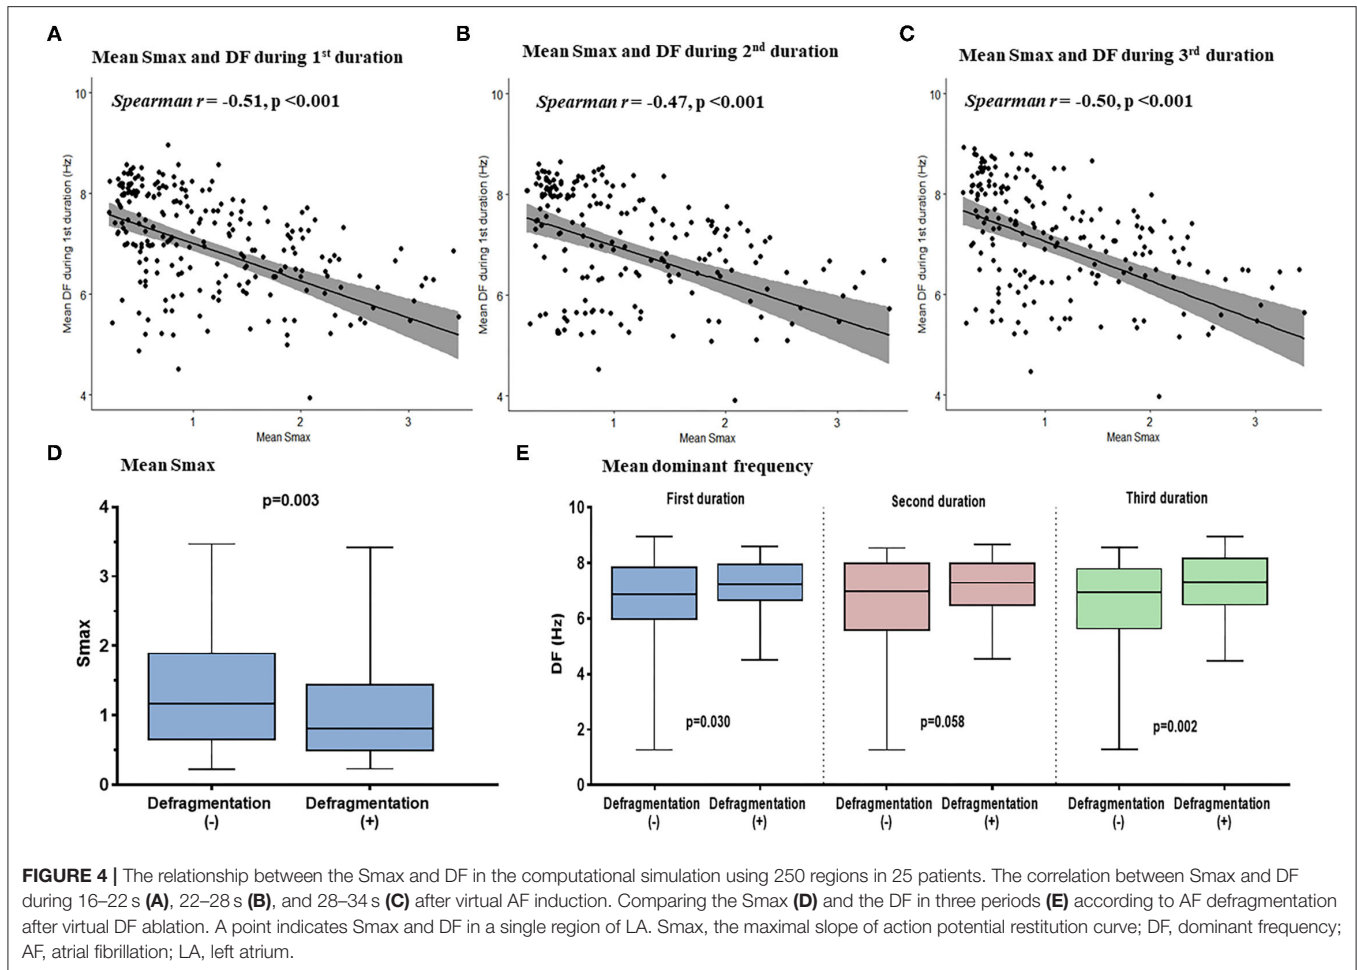 A
Mean Smax and DF during 1st duration
Spearman r = -0.51, p <0.001
10
8
6
4
Mean DF during 1st duration (Hz)
1
2
3
Mean Smax
B
Mean Smax and DF during 2nd duration
Spearman r = -0.47, p <0.001
10
8
6
4
Mean DF during 1st duration (Hz)
1
2
3
Mean Smax
C
Mean Smax and DF during 3rd duration
Spearman r = -0.50, p <0.001
10
8
6
4
Mean DF during 1st duration (Hz)
1
2
3
Mean Smax
D
Mean Smax
p=0.003
4
3
2
1
0
Smax
Defragmentation
(-)
Defragmentation
(+)
E
Mean dominant frequency
First duration
Second duration
Third duration
10
8
6
4
2
0
DF (Hz)
p=0.030
p=0.058
p=0.002
Defragmentation
(-)
Defragmentation
(+)
Defragmentation
(-)
Defragmentation
(+)
Defragmentation
(-)
Defragmentation
(+)
FIGURE 4 | The relationship between the Smax and DF in the computational simulation using 250 regions in 25 patients. The correlation between Smax and DF
during 16–22 s (A), 22–28 s (B), and 28–34 s (C) after virtual AF induction. Comparing the Smax (D) and the DF in three periods (E) according to AF defragmentation
after virtual DF ablation. A point indicates Smax and DF in a single region of LA. Smax, the maximal slope of action potential restitution curve; DF, dominant frequency;
AF, atrial fibrillation; LA, left atrium.